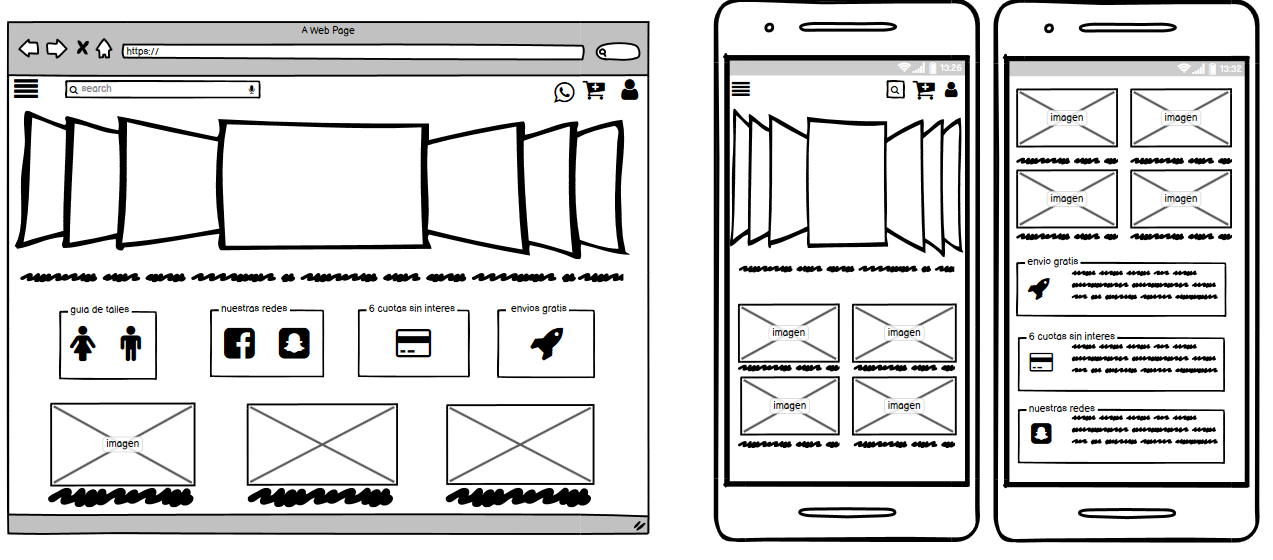 A Web Page
https://
search
guia de talles
nuestras redes
6 cuotas sin interes
envios gratis
imagen
13:26
imagen
imagen
imagen
imagen
13:32
imagen
imagen
imagen
imagen
envio gratis
6 cuotas sin interes
nuestras redes